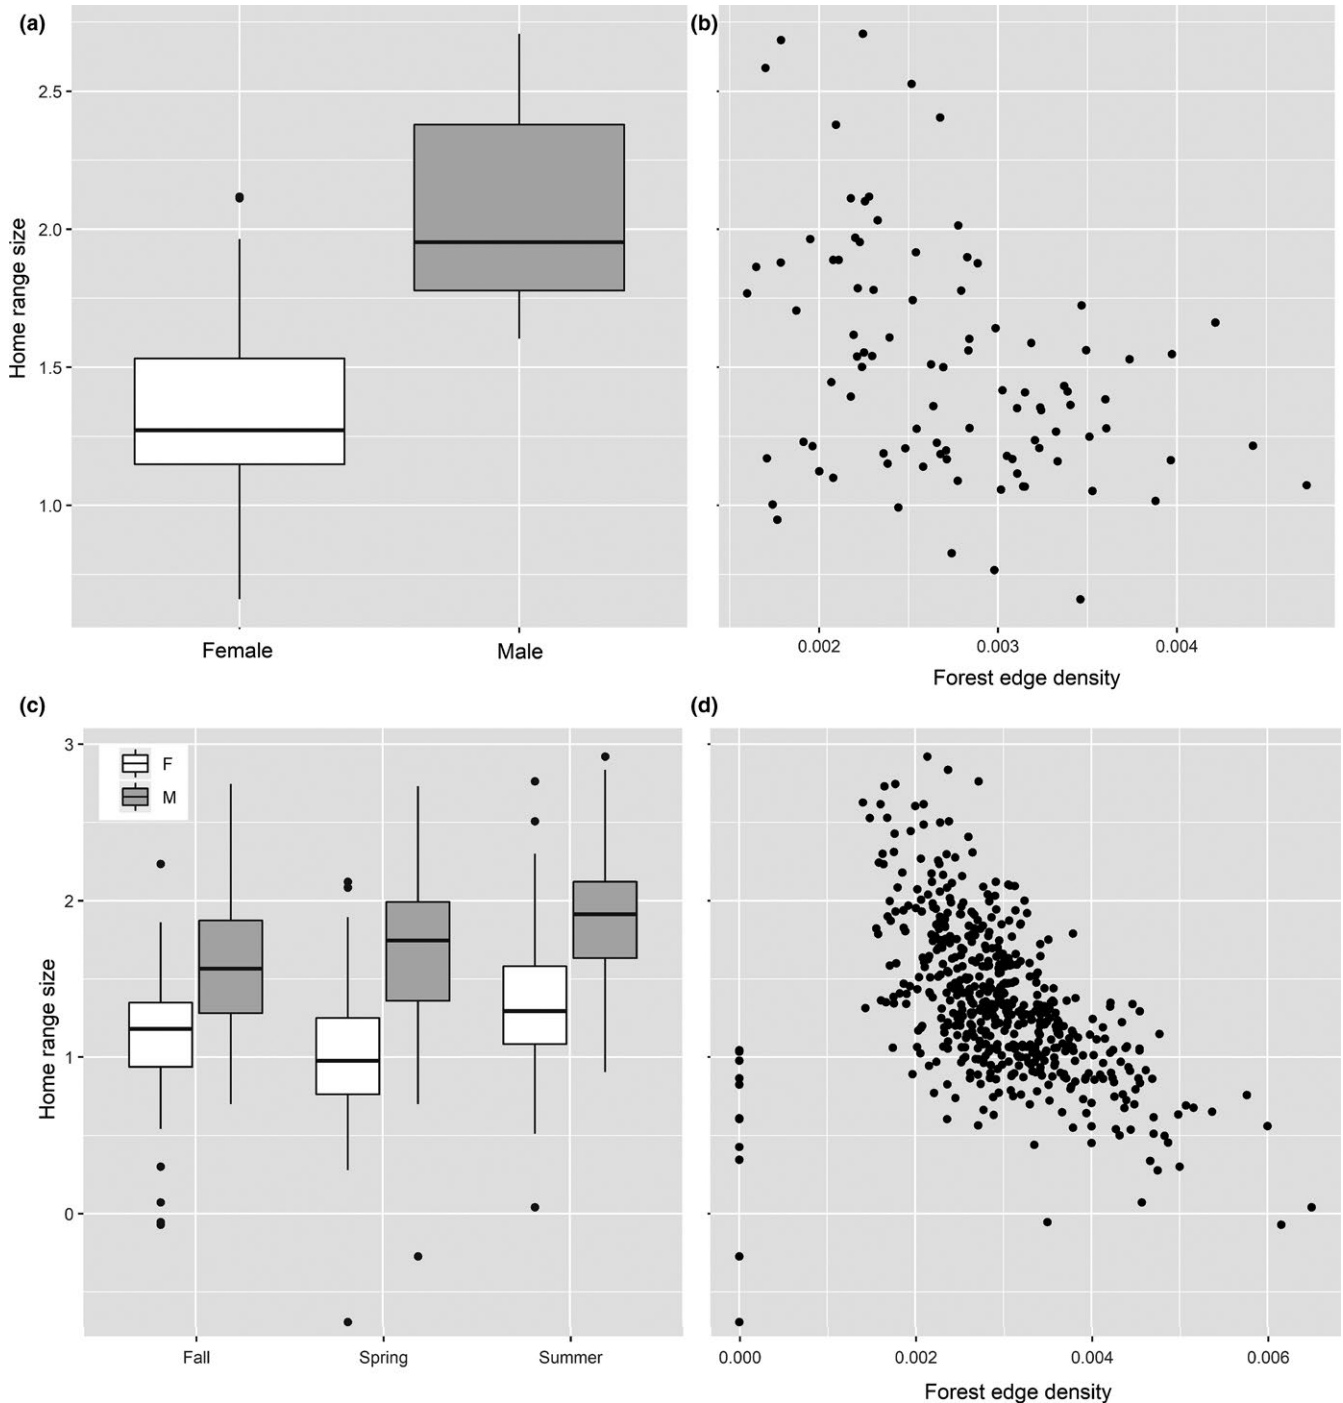 (a)
Home range size
2.5
2.0
1.5
1.0
Female Male
(b)
0.002 0.003 0.004
Forest edge density
(c)
F
M
Home range size
3
2
1
0
Fall Spring Summer
(d)
0.000 0.002 0.004 0.006
Forest edge density